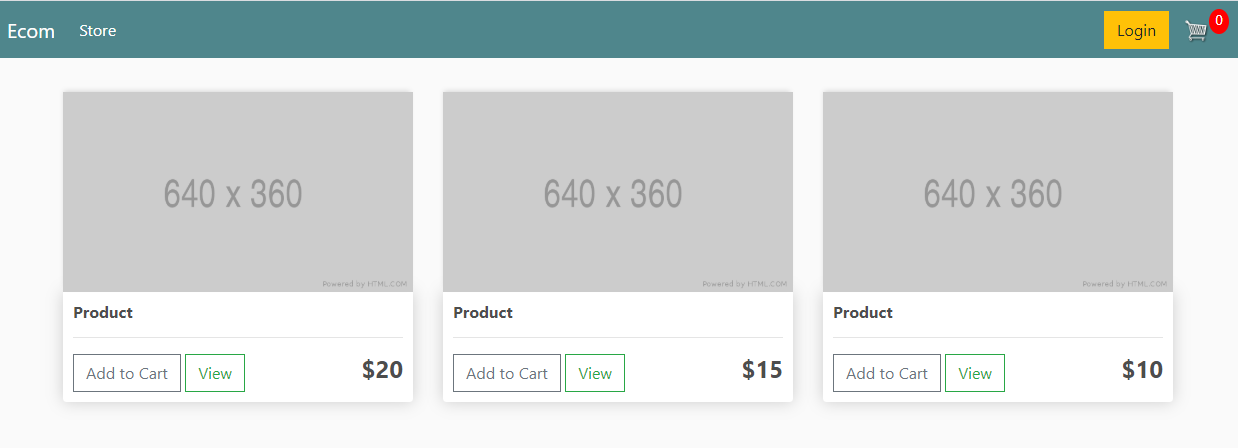 Ecom Store Login 0
640 x 360 640 x 360 640 x 360
Powered by HTML.COM Powered by HTML.COM Powered by HTML.COM
Product Product Product
Add to Cart View $20 Add to Cart View $15 Add to Cart View $10